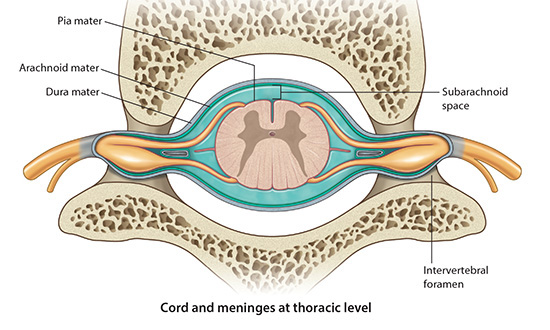 Pia mater
Arachnoid mater
Dura mater
Subarachnoid
space
Intervertebral
foramen
Cord and meninges at thoracic level